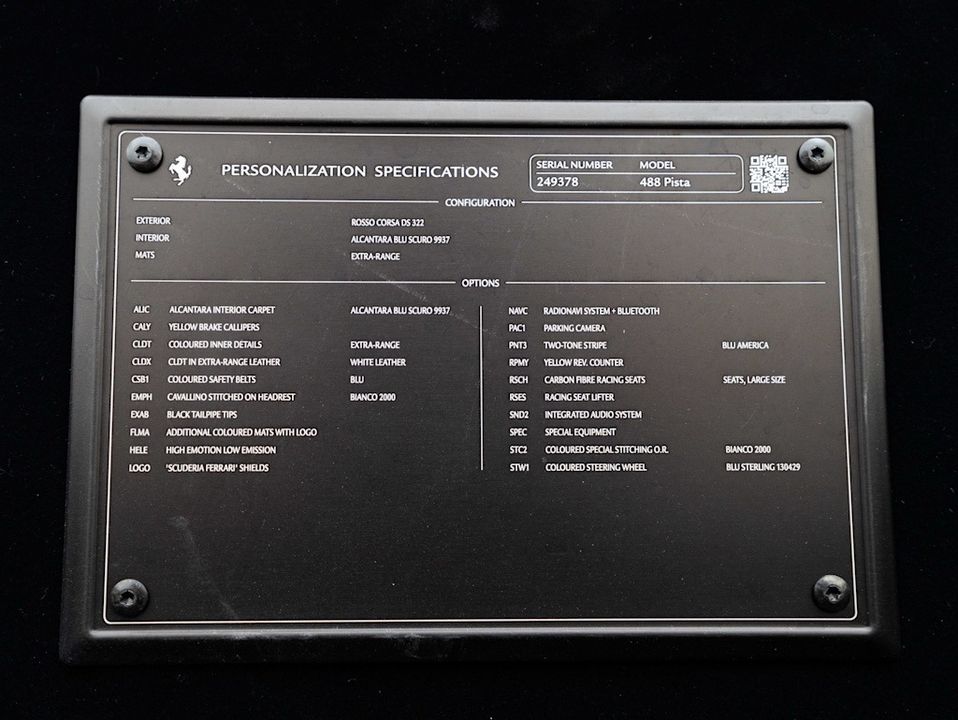 PERSONALIZATION SPECIFICATIONS
SERIAL NUMBER MODEL
249378 488 Pista
CONFIGURATION
EXTERIOR ROSSO CORSA DS 322
INTERIOR ALCANTARA BLU SCURO 9937
MATS EXTRA-RANGE
OPTIONS
ALIC ALCANTARA INTERIOR CARPET ALCANTARA BLU SCURO 9937
CALY YELLOW BRAKE CALLIPERS
CLDT COLOURED INNER DETAILS EXTRA-RANGE
CLDX CLDT IN EXTRA-RANGE LEATHER WHITE LEATHER
CSB1 COLOURED SAFETY BELTS BLU
EMPH CAVALLINO STITCHED ON HEADREST BIANCO 2000
EXAB BLACK TAILPIPE TIPS
FLMA ADDITIONAL COLOURED MATS WITH LOGO
HELE HIGH EMOTION LOW EMISSION
LOGO 'SCUDERIA FERRARI' SHIELDS
NAVC RADIONAVI SYSTEM + BLUETOOTH
PAC1 PARKING CAMERA
PNT3 TWO-TONE STRIPE BLU AMERICA
RPMY YELLOW REV. COUNTER
RSCH CARBON FIBRE RACING SEATS SEATS, LARGE SIZE
RSES RACING SEAT LIFTER
SND2 INTEGRATED AUDIO SYSTEM
SPEC SPECIAL EQUIPMENT
STC2 COLOURED SPECIAL STITCHING O.R. BIANCO 2000
STW1 COLOURED STEERING WHEEL BLU STERLING 130429